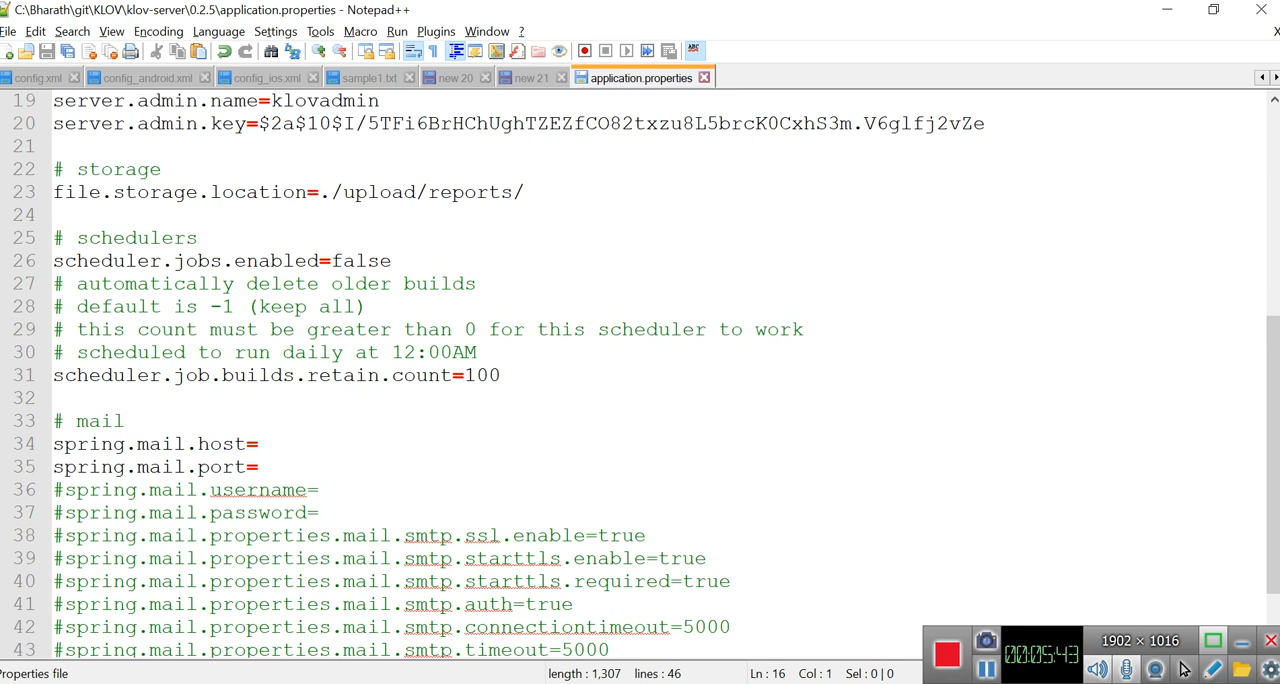 C:\Bharath\git\KLOV\klov-server\0.2.5\application.properties - Notepad++
File Edit Search View Encoding Language Settings Tools Macro Run Plugins Window ? X
config.xml config_android.xml config_ios.xml sample1.txt new 20 new 21 application.properties
19 server.admin.name=klovadmin
20 server.admin.key=$2a$10$I/5TFi6BrHChUghTZEZfCO82txzu8L5brcK0CxhS3m.V6glfj2vZe
21
22 # storage
23 file.storage.location=./upload/reports/
24
25 # schedulers
26 scheduler.jobs.enabled=false
27 # automatically delete older builds
28 # default is -1 (keep all)
29 # this count must be greater than 0 for this scheduler to work
30 # scheduled to run daily at 12:00AM
31 scheduler.job.builds.retain.count=100
32
33 # mail
34 spring.mail.host=
35 spring.mail.port=
36 #spring.mail.username=
37 #spring.mail.password=
38 #spring.mail.properties.mail.smtp.ssl.enable=true
39 #spring.mail.properties.mail.smtp.starttls.enable=true
40 #spring.mail.properties.mail.smtp.starttls.required=true
41 #spring.mail.properties.mail.smtp.auth=true
42 #spring.mail.properties.mail.smtp.connectiontimeout=5000
43 #spring.mail.properties.mail.smtp.timeout=5000
00:05:43
1902 × 1016
Properties file length : 1,307 lines : 46 Ln : 16 Col : 1 Sel : 0 | 0